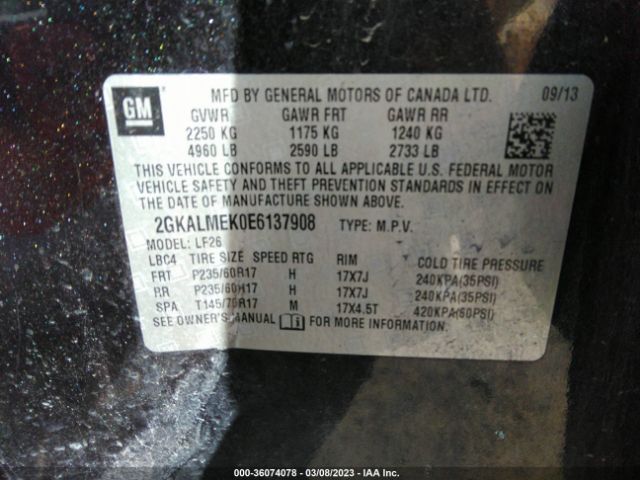 GM
MFD BY GENERAL MOTORS OF CANADA LTD. 09/13
GVWR GAWR FRT GAWR RR
2250 KG 1175 KG 1240 KG
4960 LB 2590 LB 2733 LB
THIS VEHICLE CONFORMS TO ALL APPLICABLE U.S. FEDERAL MOTOR
VEHICLE SAFETY AND THEFT PREVENTION STANDARDS IN EFFECT ON
THE DATE OF MANUFACTURE SHOWN ABOVE.
2GKALMEK0E6137908 TYPE: M.P.V.
MODEL: LF26
LBC4 TIRE SIZE SPEED RTG RIM COLD TIRE PRESSURE
FRT P235/60R17 H 17X7J 240KPA(35PSI)
RR P235/60R17 H 17X7J 240KPA(35PSI)
SPA T145/70R17 M 17X4.5T 420KPA(60PSI)
SEE OWNER'S MANUAL FOR MORE INFORMATION.
000-36074078 — 03/08/2023 — IAA Inc.